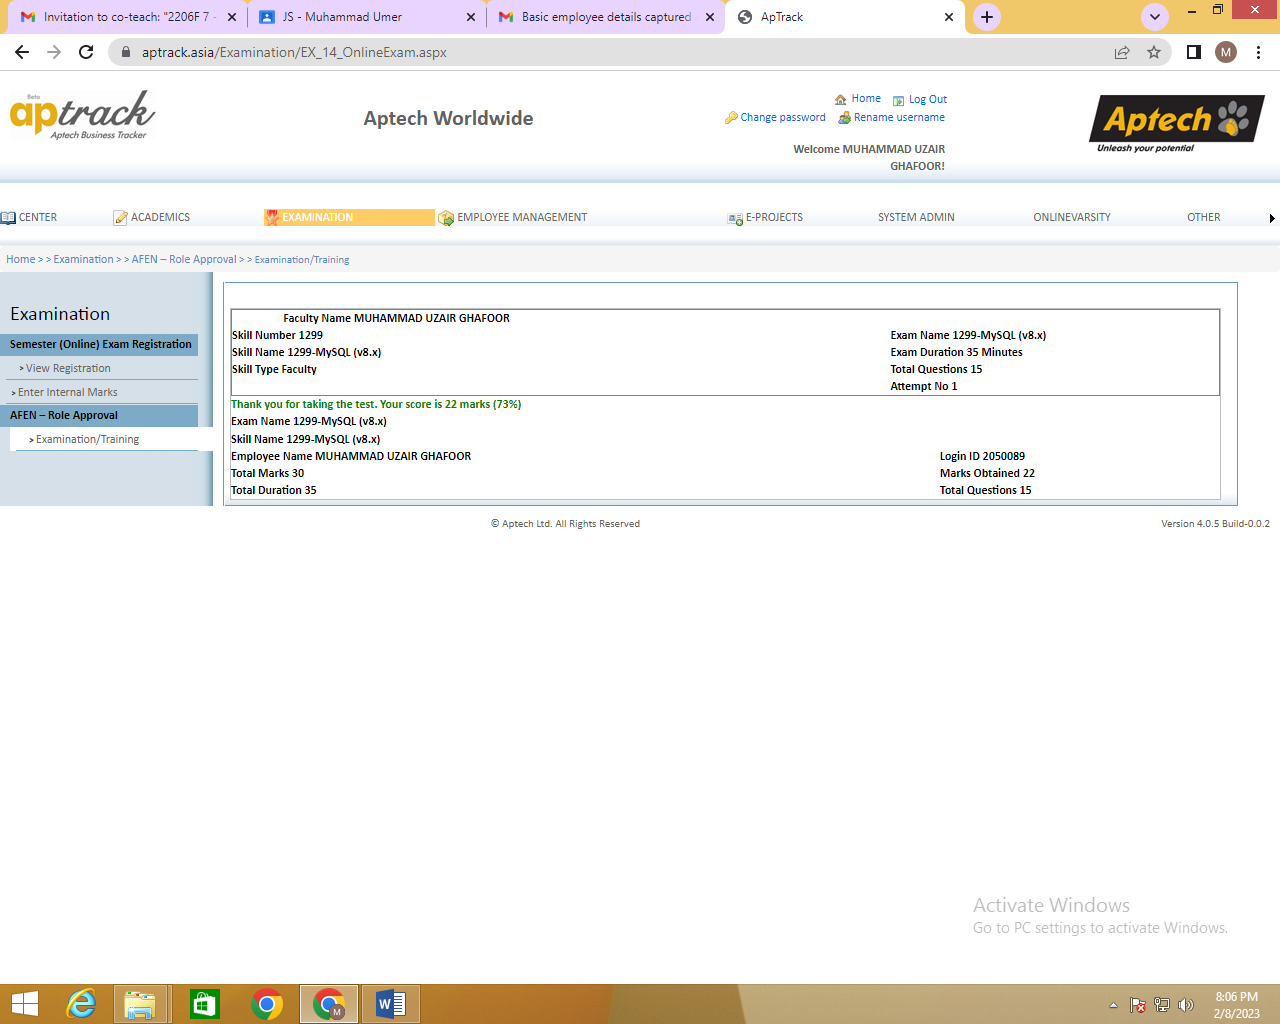 Invitation to co-teach: "2206F 7 -
JS - Muhammad Umer
Basic employee details captured
ApTrack
aptrack.asia/Examination/EX_14_OnlineExam.aspx
M
Beta
aptrack
Aptech Business Tracker
Aptech Worldwide
Home
Log Out
Change password
Rename username
Welcome MUHAMMAD UZAIR
GHAFOOR!
Aptech
Unleash your potential
CENTER
ACADEMICS
EXAMINATION
EMPLOYEE MANAGEMENT
E-PROJECTS
SYSTEM ADMIN
ONLINEVARSITY
OTHER
Home > > Examination > > AFEN – Role Approval > > Examination/Training
Examination
Semester (Online) Exam Registration
> View Registration
> Enter Internal Marks
AFEN – Role Approval
> Examination/Training
Faculty Name MUHAMMAD UZAIR GHAFOOR
Skill Number 1299
Exam Name 1299-MySQL (v8.x)
Skill Name 1299-MySQL (v8.x)
Exam Duration 35 Minutes
Skill Type Faculty
Total Questions 15
Attempt No 1
Thank you for taking the test. Your score is 22 marks (73%)
Exam Name 1299-MySQL (v8.x)
Skill Name 1299-MySQL (v8.x)
Employee Name MUHAMMAD UZAIR GHAFOOR
Login ID 2050089
Total Marks 30
Marks Obtained 22
Total Duration 35
Total Questions 15
© Aptech Ltd. All Rights Reserved
Version 4.0.5 Build-0.0.2
Activate Windows
Go to PC settings to activate Windows.
M
8:06 PM
2/8/2023